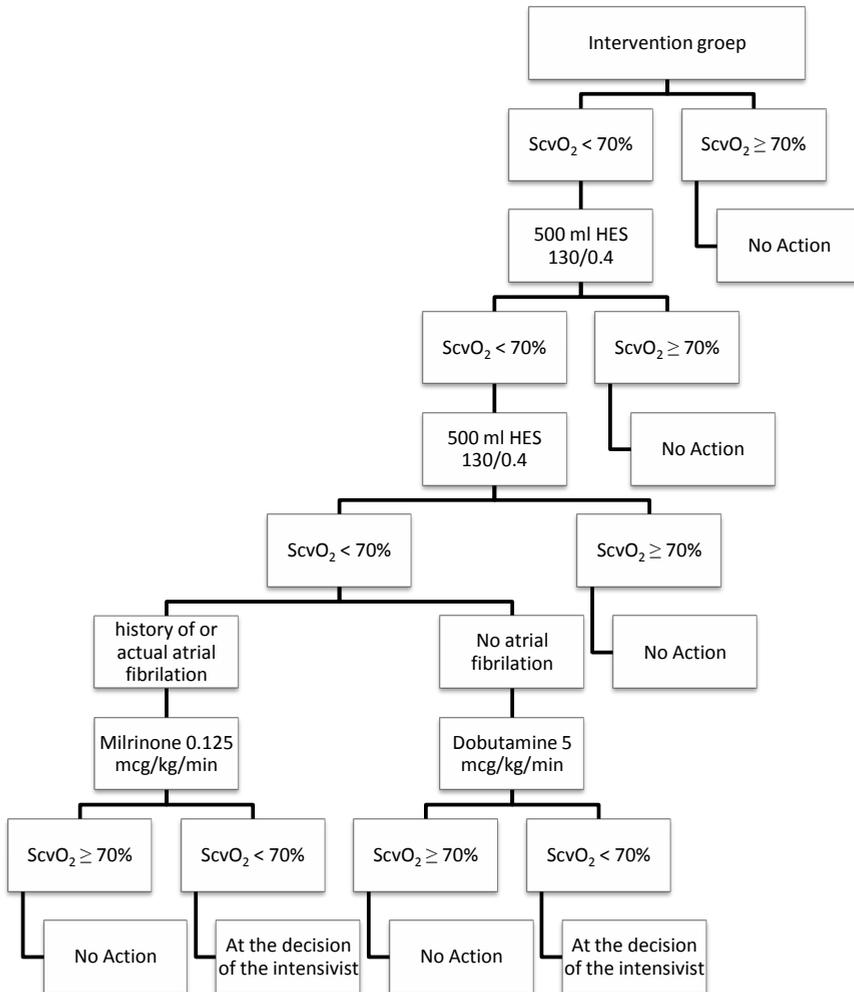 Intervention groep
ScvO₂ < 70%
ScvO₂ ≥ 70%
500 ml HES
130/0.4
No Action
ScvO₂ < 70%
ScvO₂ ≥ 70%
500 ml HES
130/0.4
No Action
ScvO₂ < 70%
ScvO₂ ≥ 70%
history of or
actual atrial
fibrilation
No atrial
fibrilation
No Action
Milrinone 0.125
mcg/kg/min
Dobutamine 5
mcg/kg/min
ScvO₂ ≥ 70%
ScvO₂ < 70%
ScvO₂ ≥ 70%
ScvO₂ < 70%
No Action
At the decision
of the intensivist
No Action
At the decision
of the intensivist